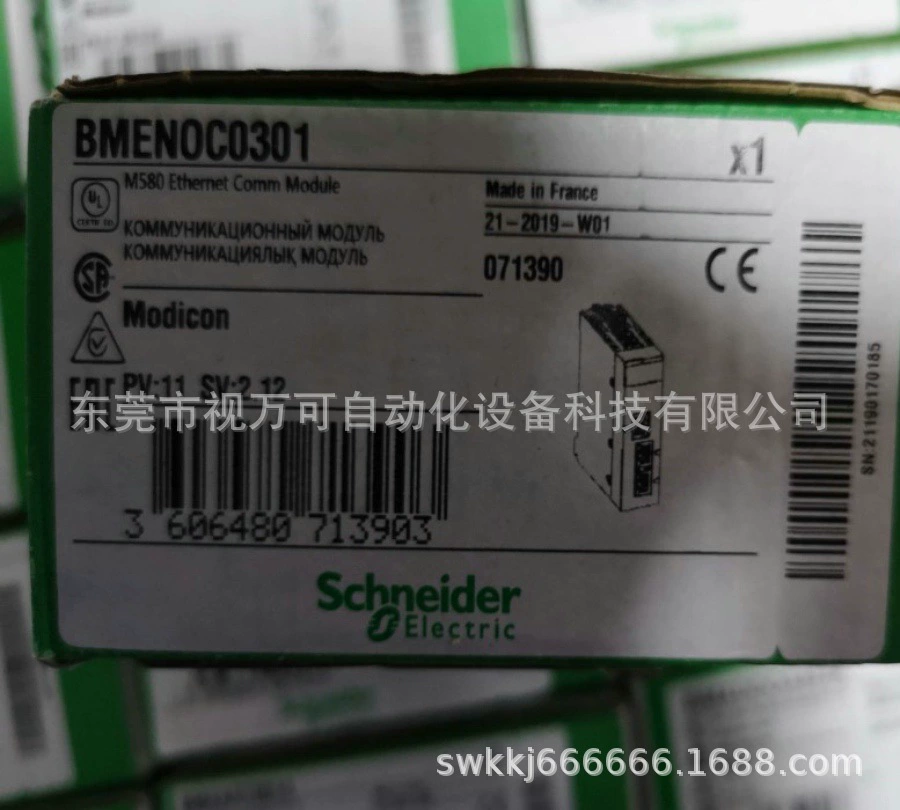 BMENOC0301
x1
M580 Ethernet Comm Module
КОММУНИКАЦИОННЫЙ МОДУЛЬ
КОММУНИКАЦИЯЛЫҚ МОДУЛЬ
Made in France
21-2019-W01
071390
CE
UL
Modicon
PV:11 SV:2.12
东莞市视万可自动化设备科技有限公司
3 606480 713903
SN:21190170185
Schneider
Electric
swkkj666666.1688.com